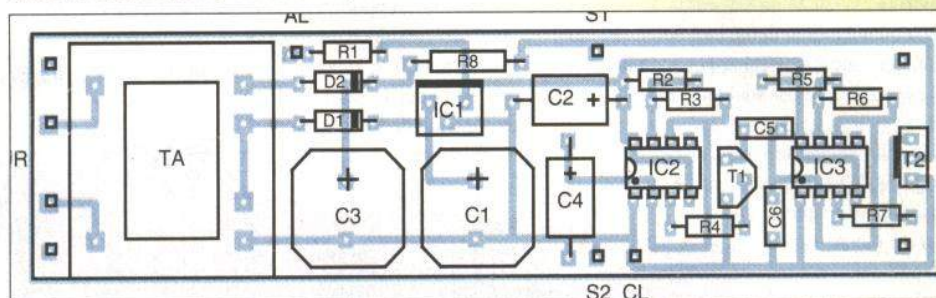 AL S1
R1
R8
D2
R2 R5
C2 +
R3 R6
IC1
D1
C5
TA
IC2 IC3 T2
T1
+ + +
C3 C1 C4
C6
R4 R7
S2 CL